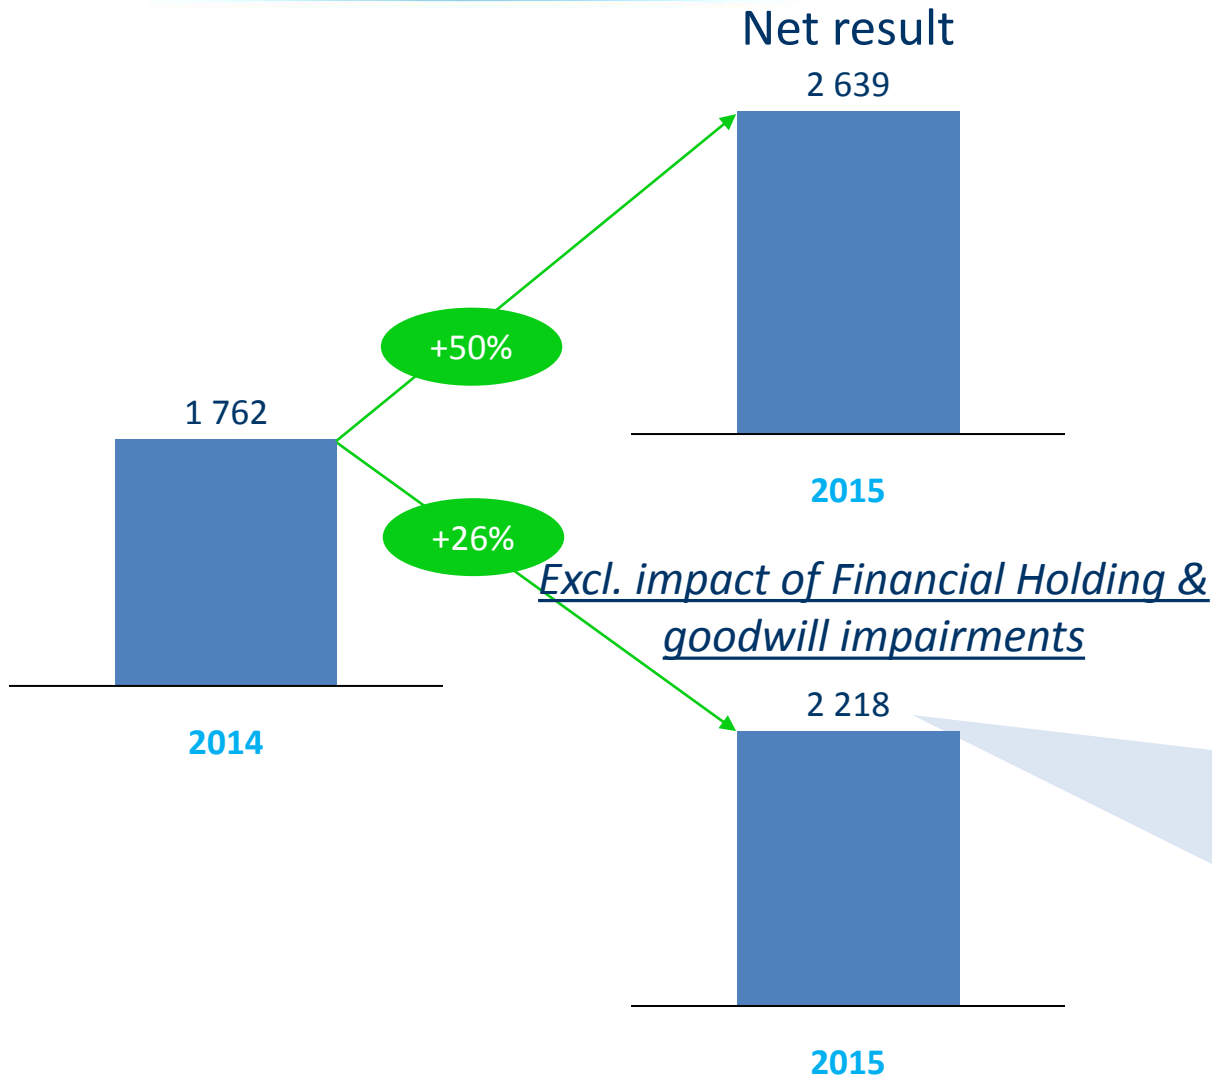 Net result
2 639
+50%
1 762
2015
+26%
Excl. impact of Financial Holding &
goodwill impairments
2 218
2014
2015